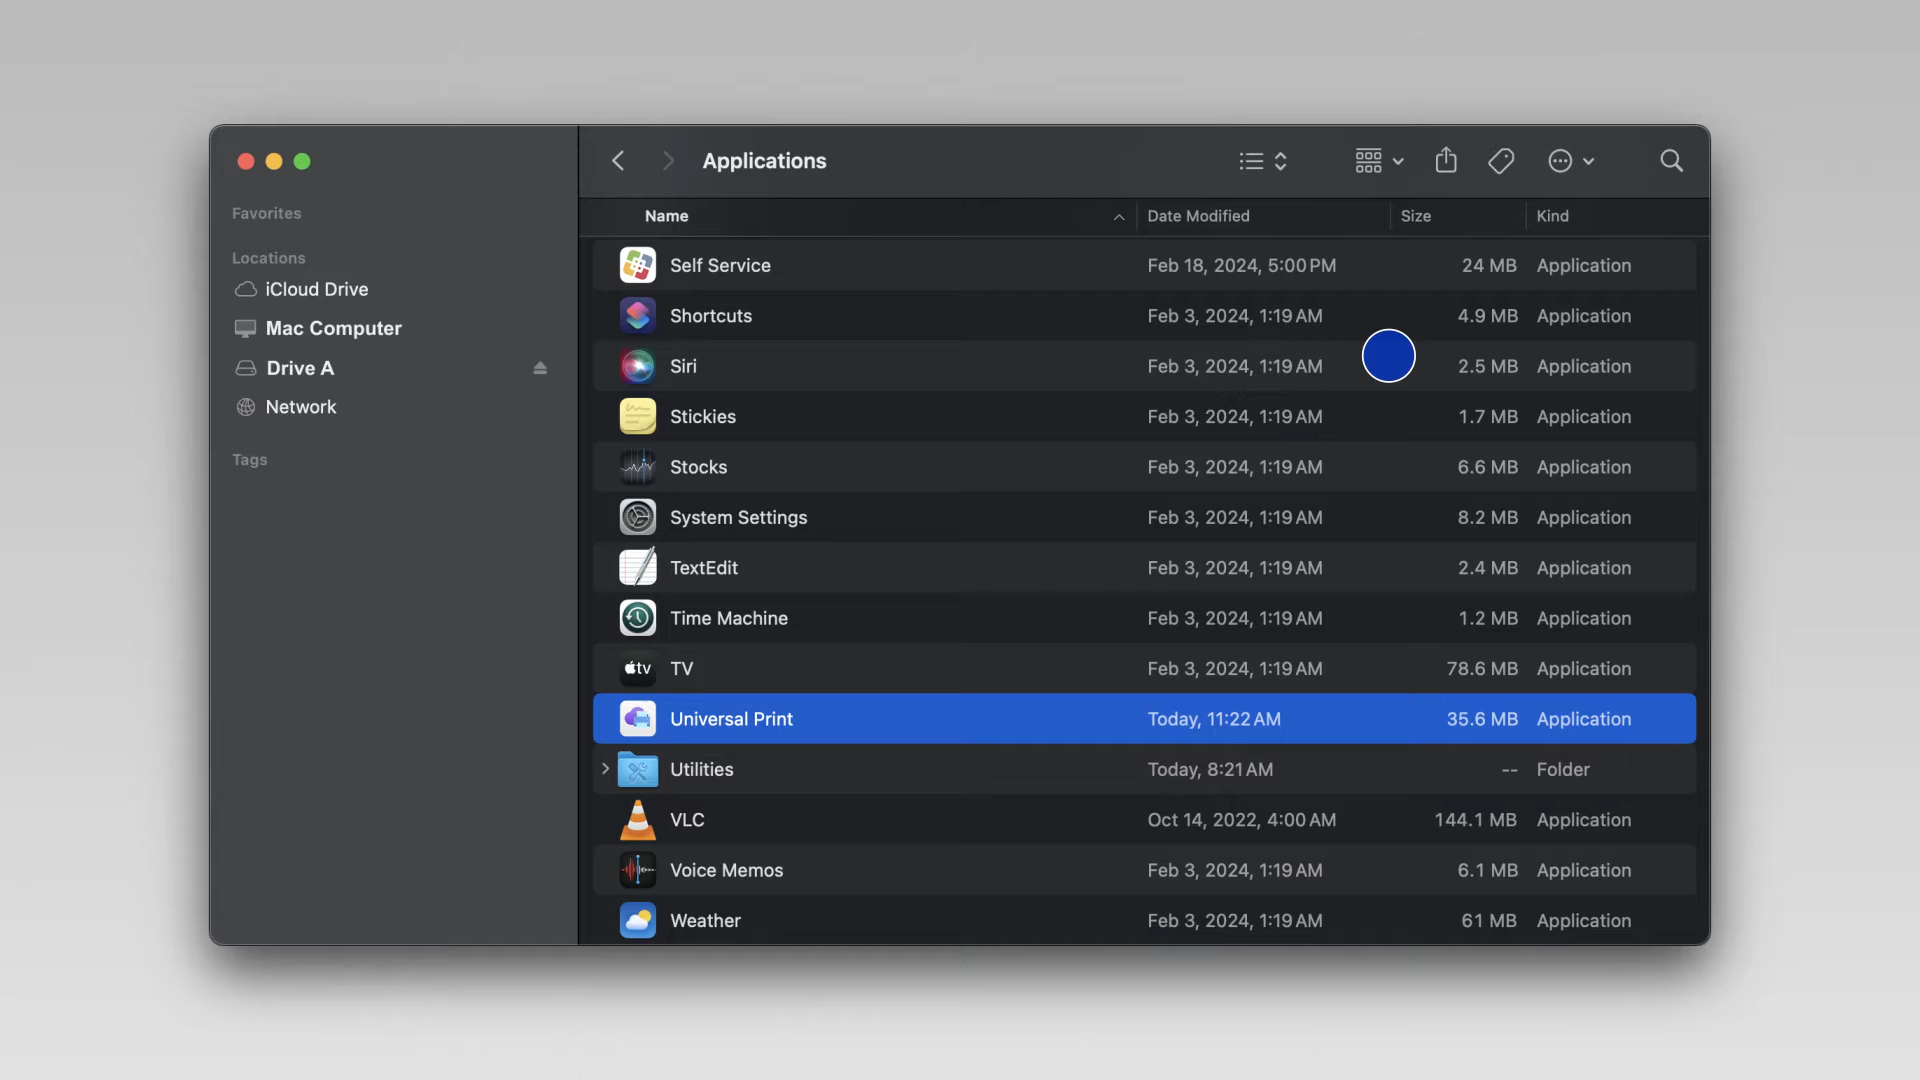 Applications
Favorites
Locations
iCloud Drive
Mac Computer
Drive A
Network
Tags
Name Date Modified Size Kind
Self Service Feb 18, 2024, 5:00 PM 24 MB Application
Shortcuts Feb 3, 2024, 1:19 AM 4.9 MB Application
Siri Feb 3, 2024, 1:19 AM 2.5 MB Application
Stickies Feb 3, 2024, 1:19 AM 1.7 MB Application
Stocks Feb 3, 2024, 1:19 AM 6.6 MB Application
System Settings Feb 3, 2024, 1:19 AM 8.2 MB Application
TextEdit Feb 3, 2024, 1:19 AM 2.4 MB Application
Time Machine Feb 3, 2024, 1:19 AM 1.2 MB Application
tv TV Feb 3, 2024, 1:19 AM 78.6 MB Application
Universal Print Today, 11:22 AM 35.6 MB Application
Utilities Today, 8:21 AM -- Folder
VLC Oct 14, 2022, 4:00 AM 144.1 MB Application
Voice Memos Feb 3, 2024, 1:19 AM 6.1 MB Application
Weather Feb 3, 2024, 1:19 AM 61 MB Application